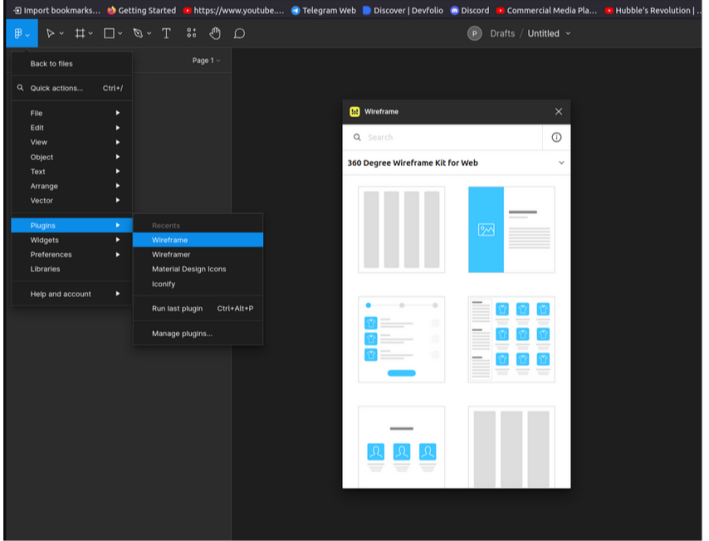 Import bookmarks...
Getting Started
https://www.youtube....
Telegram Web
Discover | Devfolio
Discord
Commercial Media Pla...
Hubble's Revolution | ...
P
Drafts / Untitled
Back to files
Page 1
Quick actions... Ctrl+/
File
Edit
View
Object
Text
Arrange
Vector
Plugins
Widgets
Preferences
Libraries
Help and account
Recents
Wireframe
Wireframer
Material Design Icons
Iconify
Run last plugin Ctrl+Alt+P
Manage plugins...
Wireframe
Search
360 Degree Wireframe Kit for Web